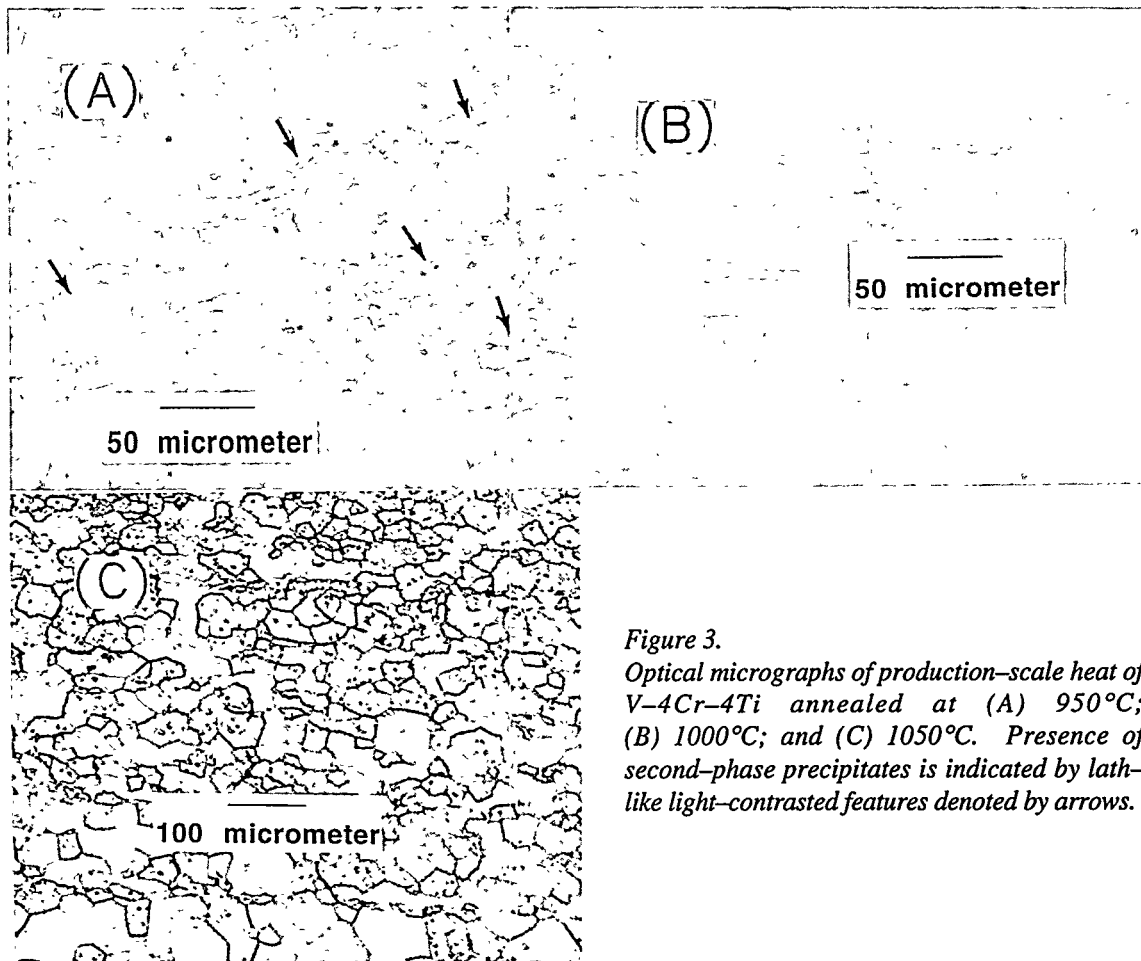 (A)
(B)
50 micrometer
50 micrometer
(C)
100 micrometer
Figure 3.
Optical micrographs of production–scale heat of
V–4Cr–4Ti annealed at (A) 950°C;
(B) 1000°C; and (C) 1050°C. Presence of
second–phase precipitates is indicated by lath–
like light–contrasted features denoted by arrows.